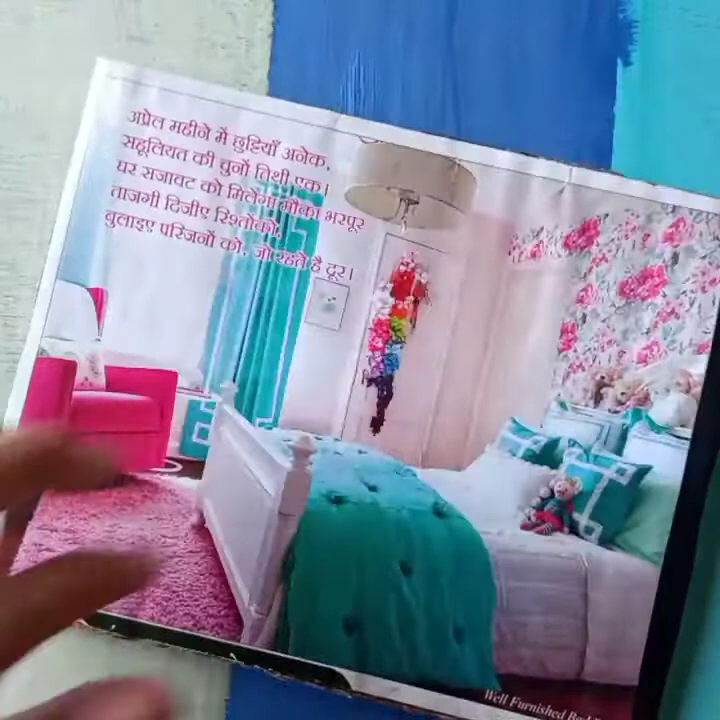 अप्रेल महीने में छुट्टियाँ अनेक,
सहूलियत की चुनों तिथी एक।
घर सजावट को मिलेगा मौका भरपूर
ताजगी दिजीए रिश्तोको,
बुलाइए परिजनों को, जो रहते है दूर।
Well Furnished